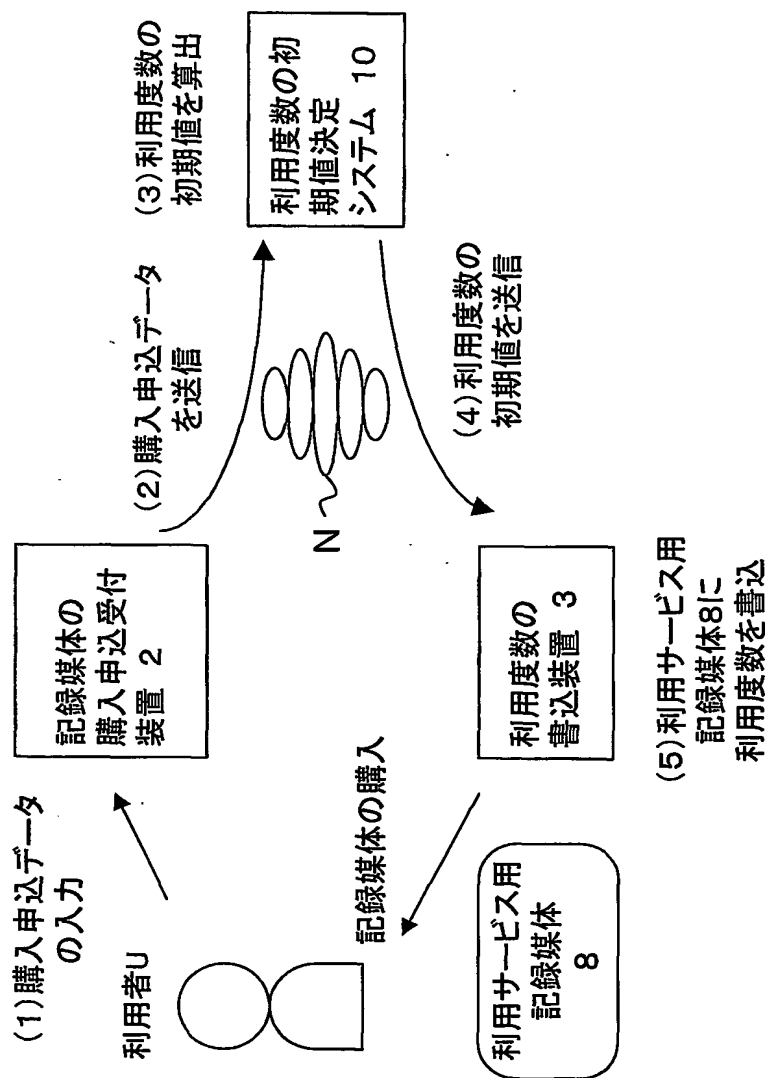 (1)購入申込データ
の入力
利用者U
記録媒体の
購入申込受付
装置 2
(2)購入申込データ
を送信
(3)利用度数の
初期値を算出
利用度数の初
期値決定
システム 10
N
(4)利用度数の
初期値を送信
利用度数の
書込装置 3
(5)利用サービス用
記録媒体8に
利用度数を書込
記録媒体の購入
利用サービス用
記録媒体
8